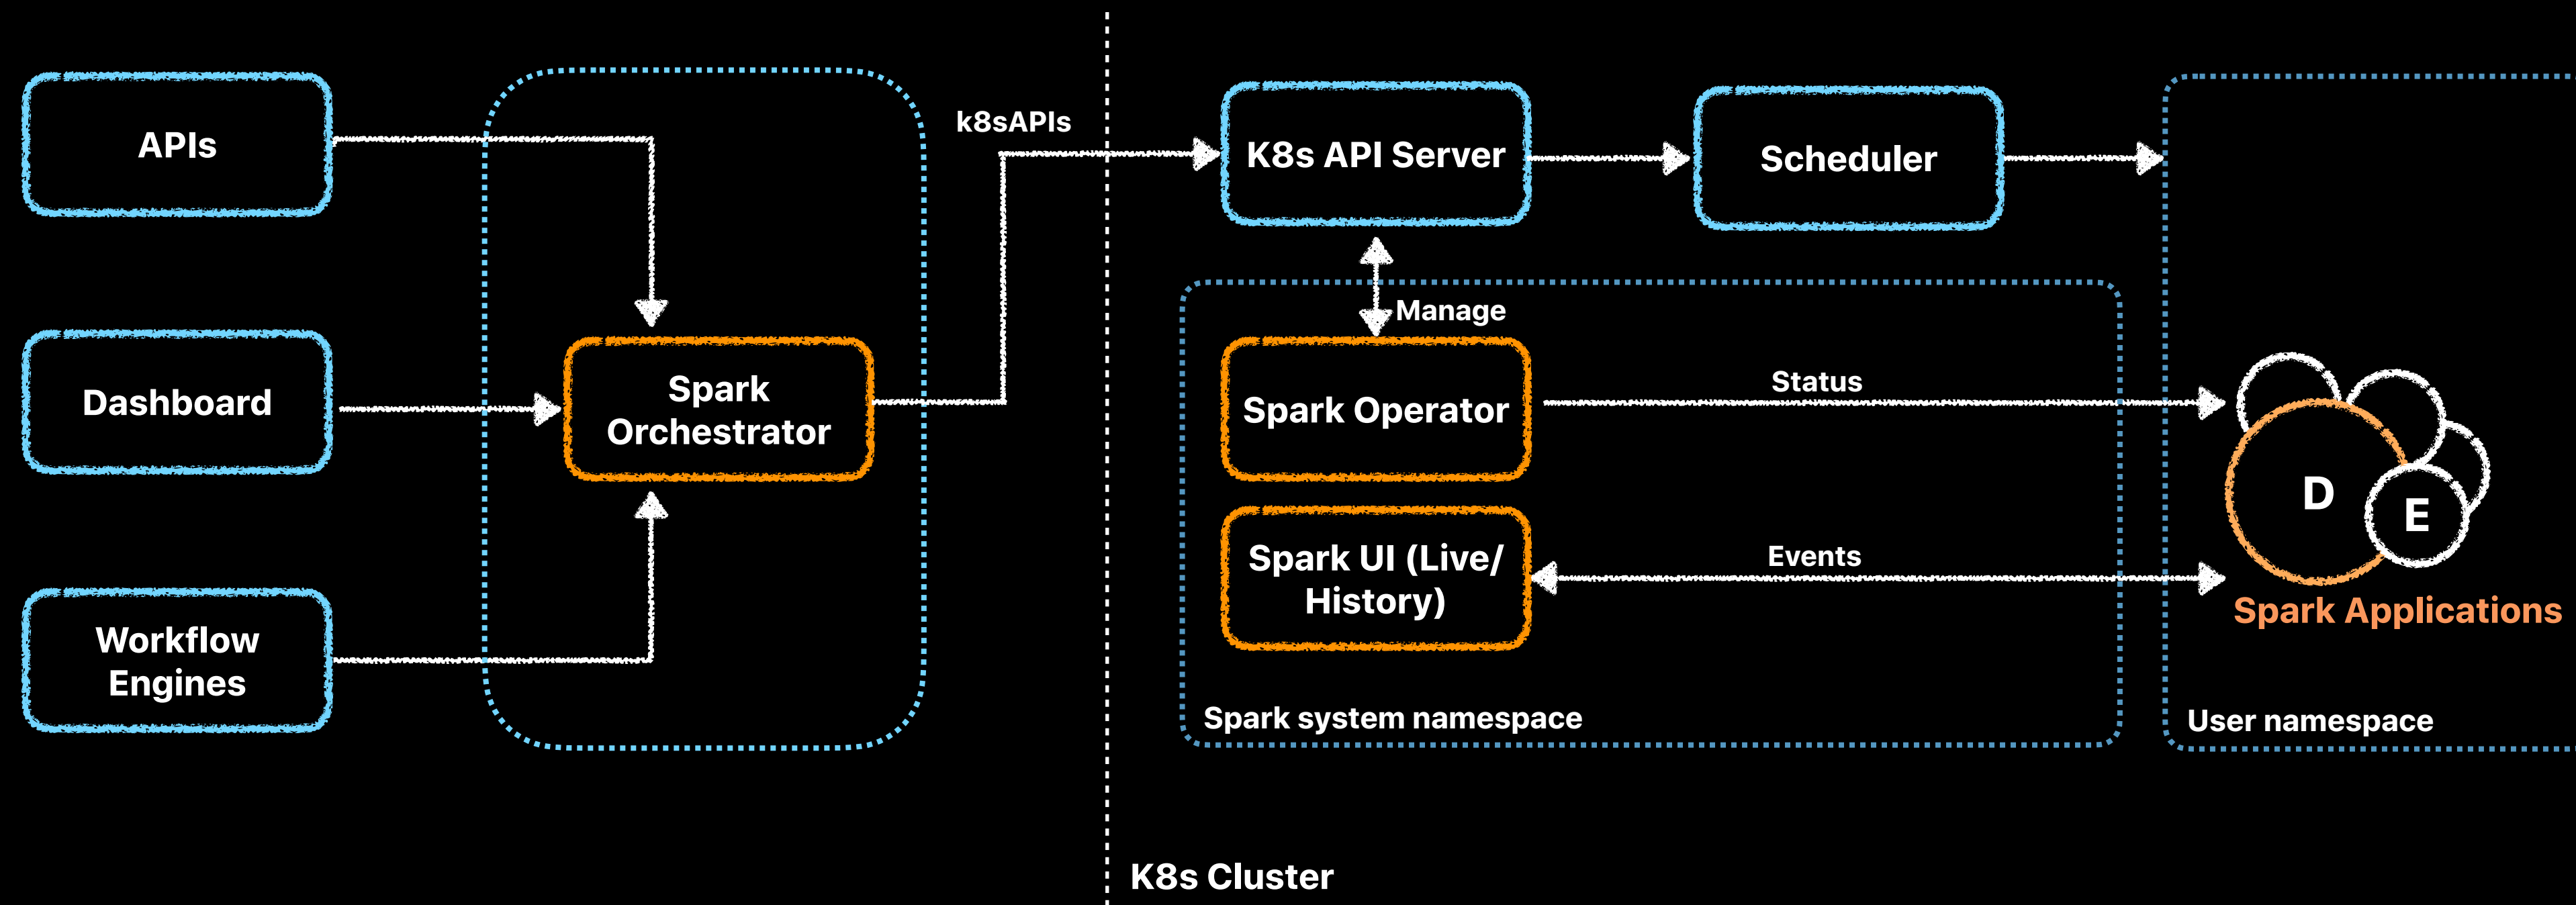 APIs
Dashboard
Workflow
Engines
Spark
Orchestrator
k8sAPIs
K8s API Server
Scheduler
Manage
Spark Operator
Status
Spark UI (Live/
History)
Events
Spark system namespace
D
E
Spark Applications
User namespace
K8s Cluster